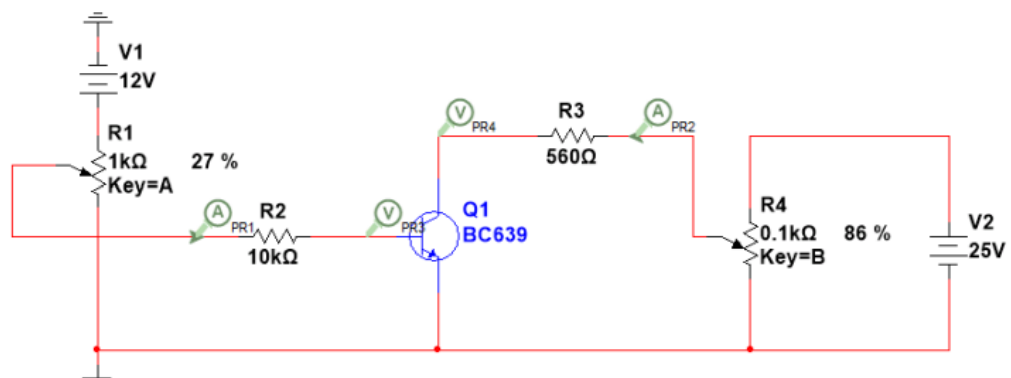 V1
12V
R1
1kΩ 27 %
Key=A
A
PR1
R2
10kΩ
V
PR3
V
PR4
Q1
BC639
R3
560Ω
A
PR2
R4
0.1kΩ 86 %
Key=B
V2
25V